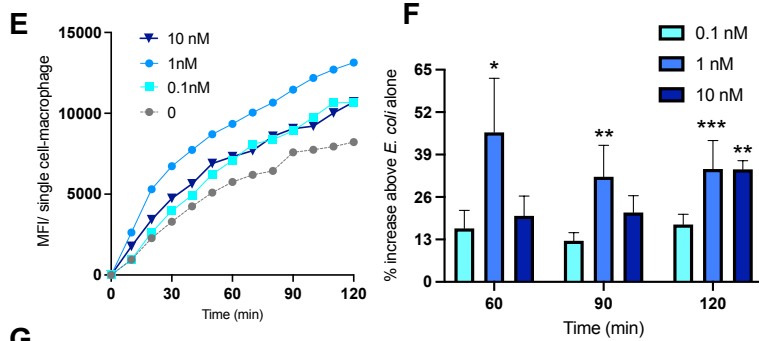 E
15000
10000
5000
0
MFI/ single cell-macrophage
10 nM
1nM
0.1nM
0
0 30 60 90 120
Time (min)
F
0.1 nM
1 nM
10 nM
65
52
39
26
13
0
% increase above E. coli alone
*
**
***
**
60 90 120
Time (min)
G